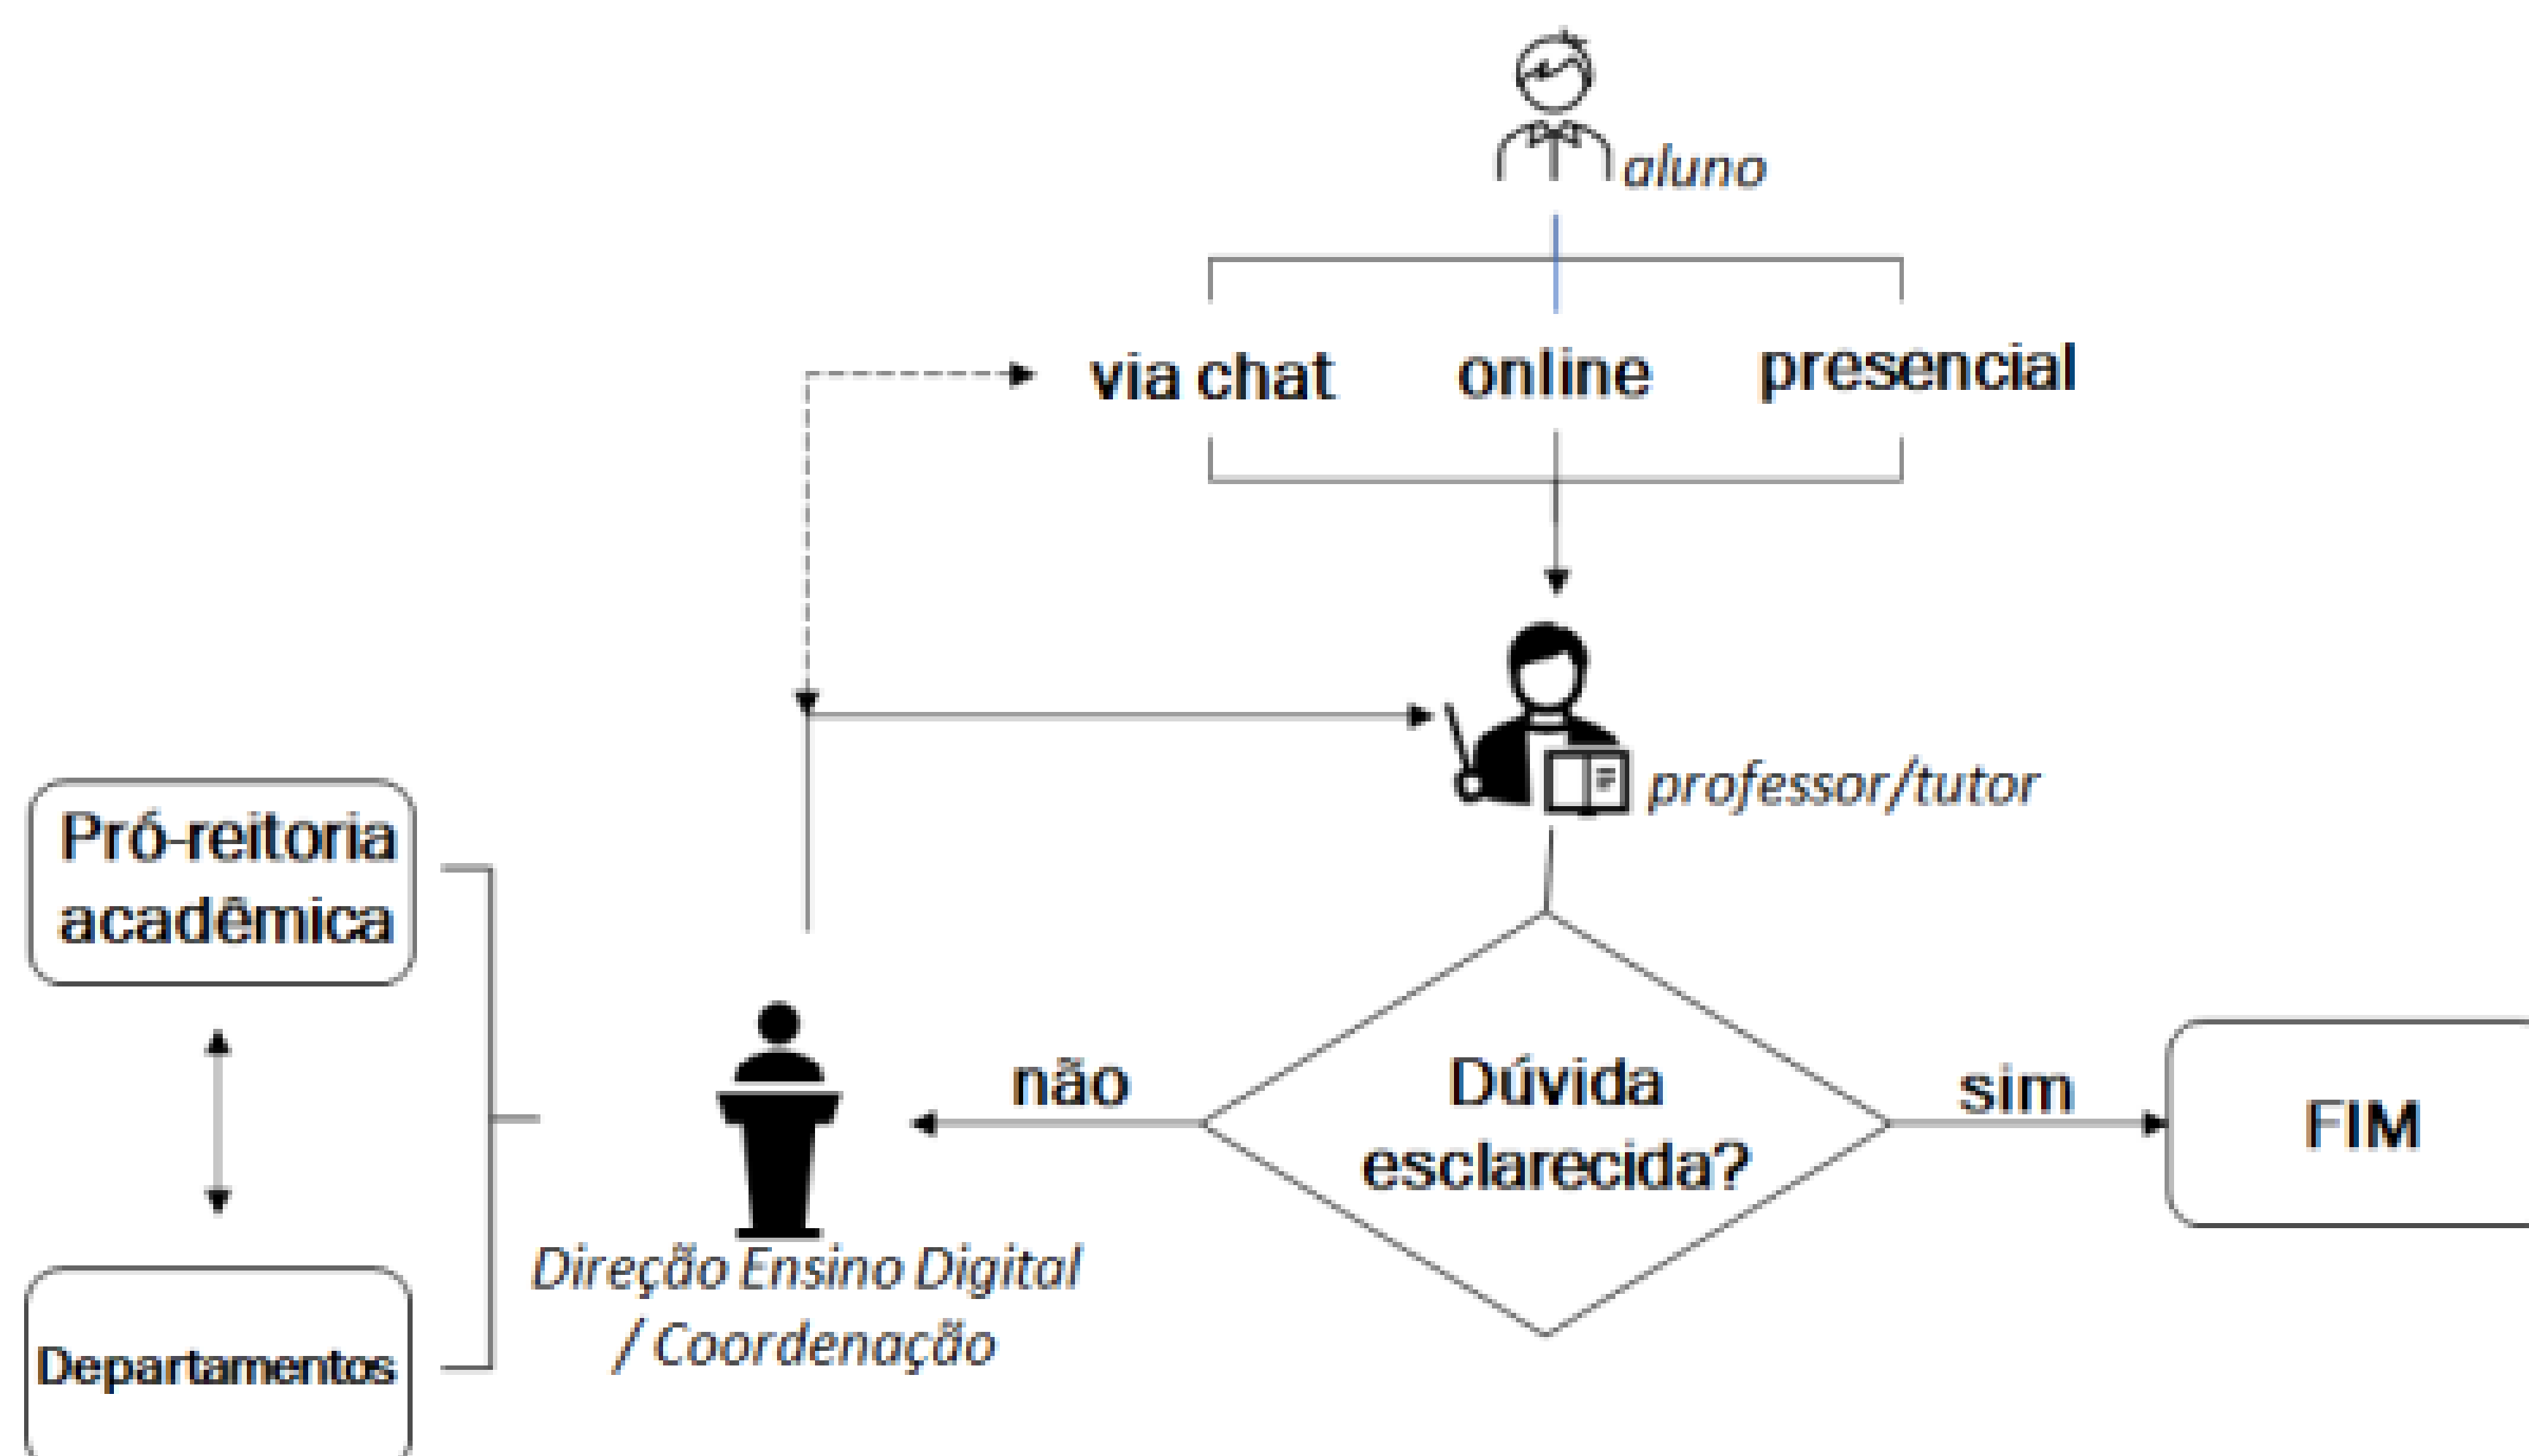 aluno
via chat
online
presencial
professor/tutor
Pró-reitoria
acadêmica
Departamentos
Direção Ensino Digital
/ Coordenação
não
Dúvida
esclarecida?
sim
FIM